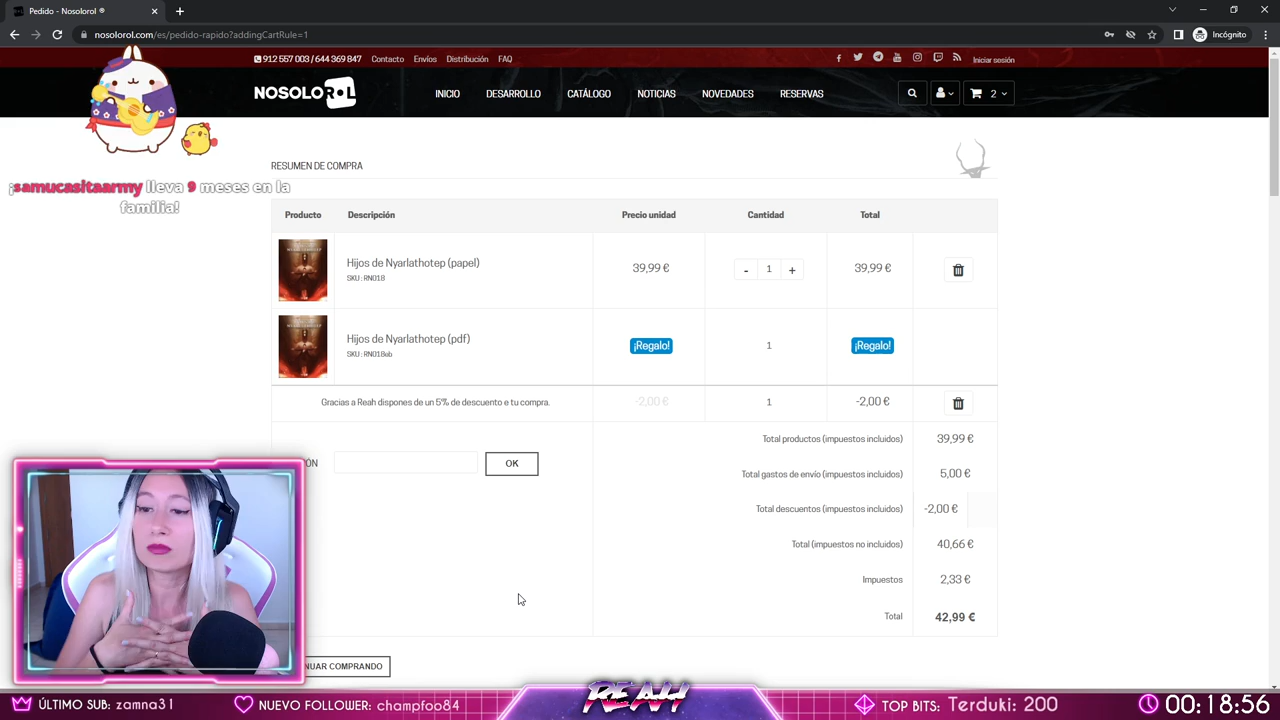 Pedido - Nosolorol ®
nosolorol.com/es/pedido-rapido?addingCartRule=1
Incógnito
912 557 003 / 644 369 847 Contacto Envíos Distribución FAQ
Iniciar sesión
NOSOLOROL
INICIO DESARROLLO CATÁLOGO NOTICIAS NOVEDADES RESERVAS
2
RESUMEN DE COMPRA
¡samucasitaarmy lleva 9 meses en la
familia!
Producto Descripción Precio unidad Cantidad Total
Hijos de Nyarlathotep (papel)
SKU : RN018
39,99 € - 1 + 39,99 €
Hijos de Nyarlathotep (pdf)
SKU : RN018eb
¡Regalo! 1 ¡Regalo!
Gracias a Reah dispones de un 5% de descuento e tu compra. -2,00 € 1 -2,00 €
Total productos (impuestos incluidos) 39,99 €
ÓN OK
Total gastos de envío (impuestos incluidos) 5,00 €
Total descuentos (impuestos incluidos) -2,00 €
Total (impuestos no incluidos) 40,66 €
Impuestos 2,33 €
Total 42,99 €
NUAR COMPRANDO
REAH
ÚLTIMO SUB: zamna31 NUEVO FOLLOWER: champfoo84 TOP BITS: Terduki: 200 00:18:56